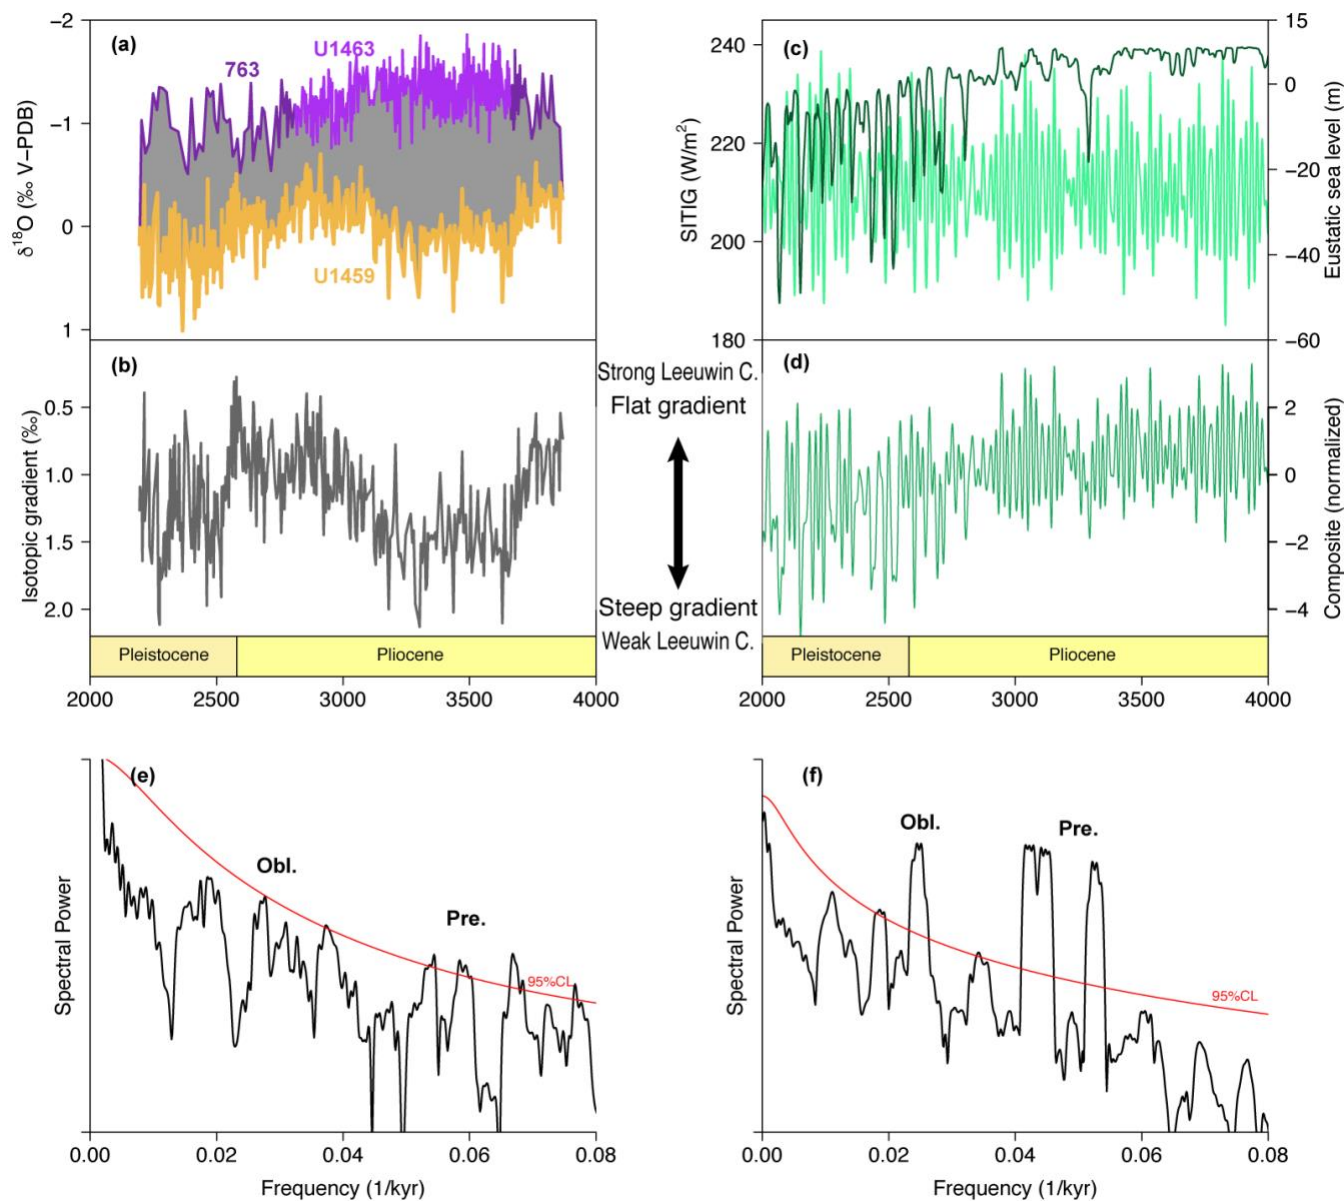 (a)
U1463
763
U1459
δ¹⁸O (‰ V−PDB)
−2
−1
0
1
(b)
Isotopic gradient (‰)
0.5
1.0
1.5
2.0
Pleistocene
Pliocene
2000
2500
3000
3500
4000
Strong Leeuwin C.
Flat gradient
Steep gradient
Weak Leeuwin C.
(c)
SITIG (W/m²)
240
220
200
180
15
0
−20
−40
−60
Eustatic sea level (m)
(d)
2
0
−2
−4
Composite (normalized)
Pleistocene
Pliocene
2000
2500
3000
3500
4000
(e)
Obl.
Pre.
95%CL
Spectral Power
0.00
0.02
0.04
0.06
0.08
Frequency (1/kyr)
(f)
Obl.
Pre.
95%CL
Spectral Power
0.00
0.02
0.04
0.06
0.08
Frequency (1/kyr)